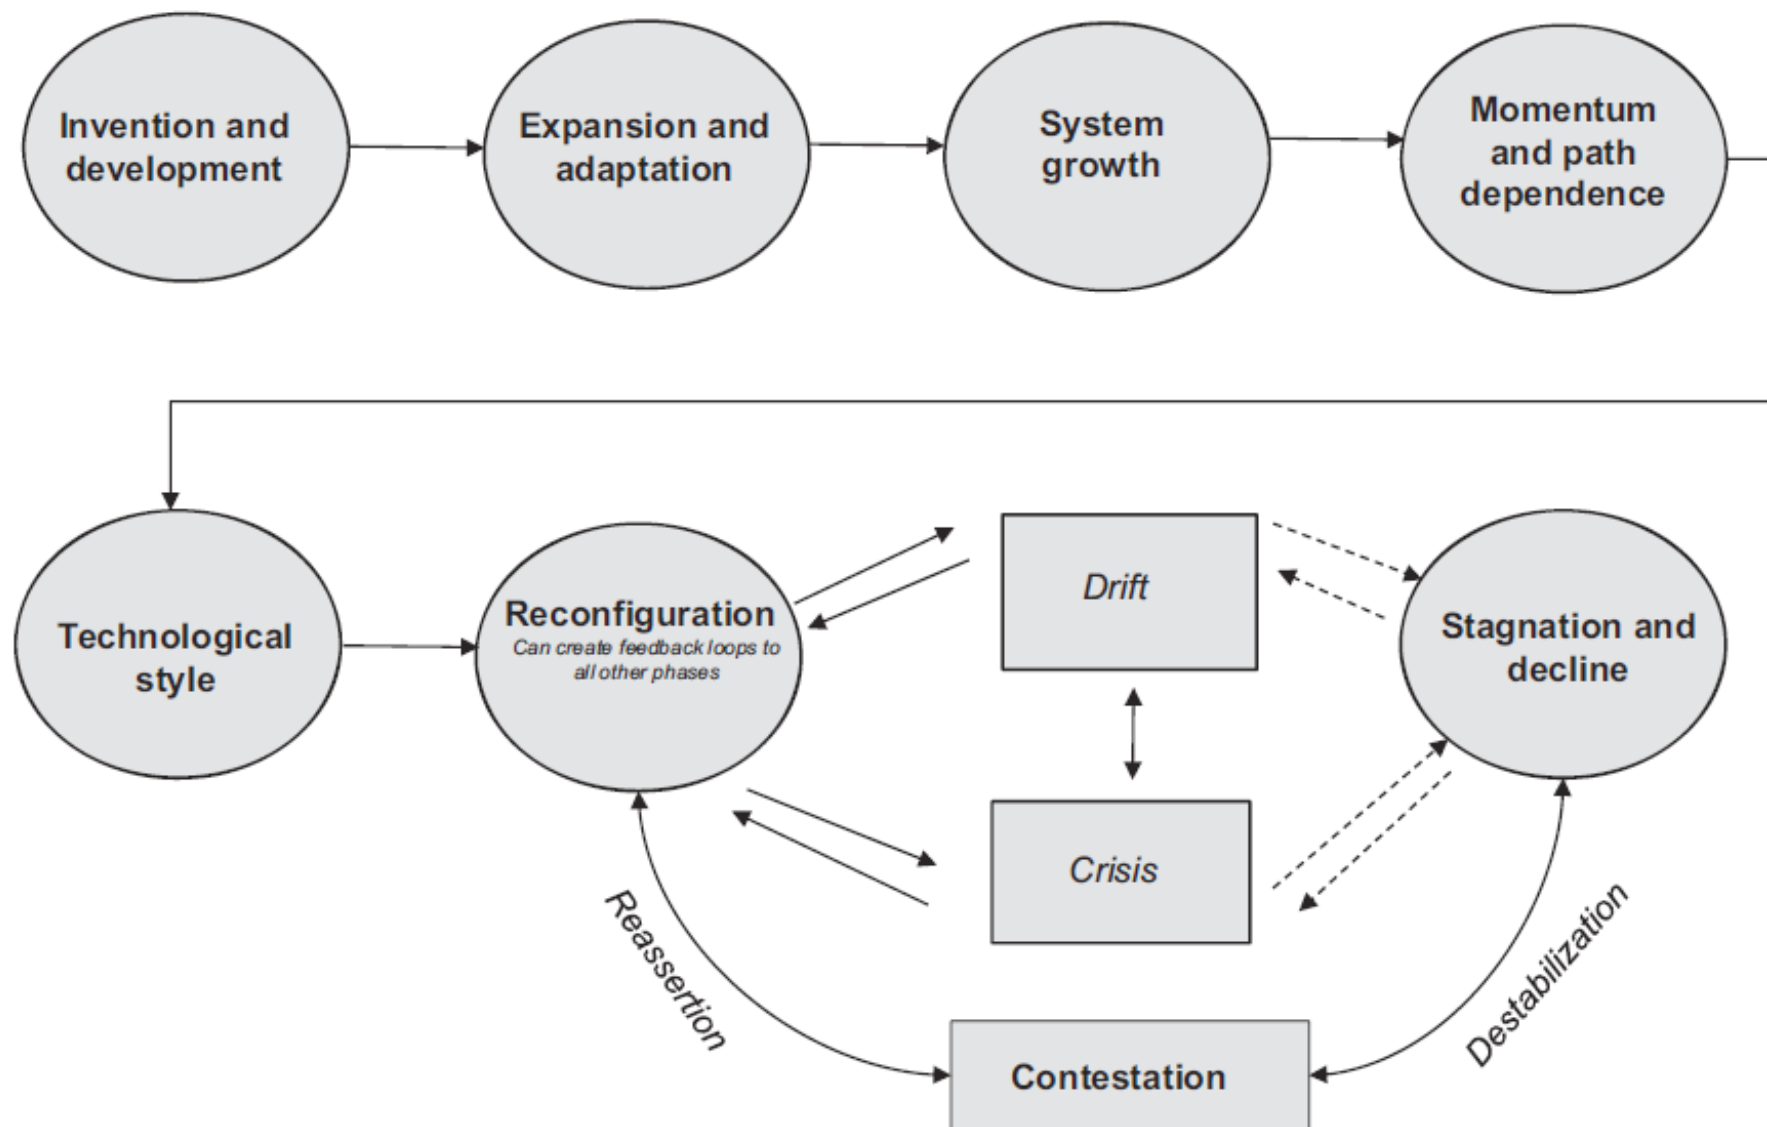 Invention and
development
Expansion and
adaptation
System
growth
Momentum
and path
dependence
Technological
style
Reconfiguration
Can create feedback loops to
all other phases
Drift
Stagnation and
decline
Crisis
Reassertion
Destabilization
Contestation